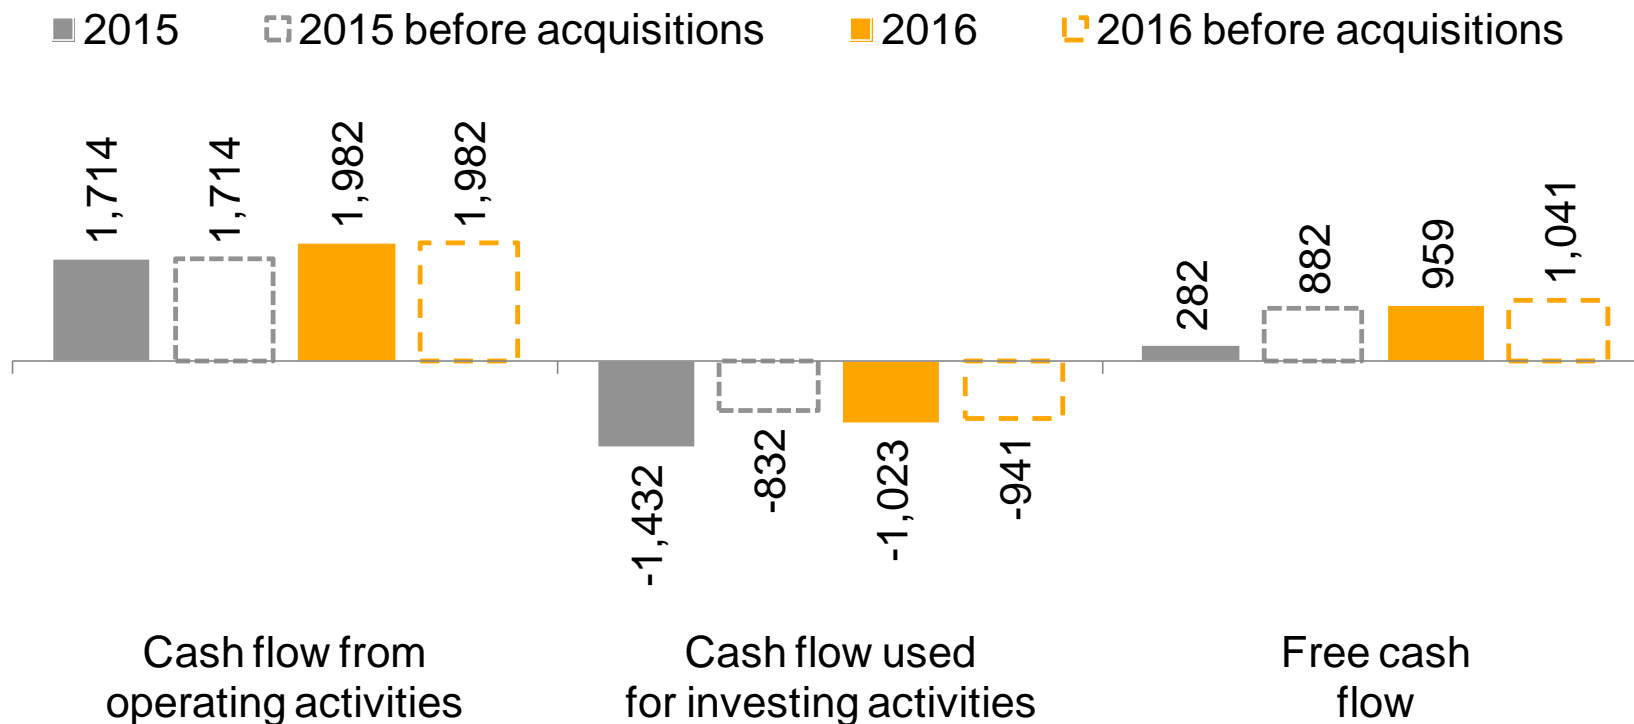 2015 2015 before acquisitions 2016 2016 before acquisitions
1,714
1,714
1,982
1,982
-1,432
-832
-1,023
-941
282
882
959
1,041
Cash flow from
operating activities
Cash flow used
for investing activities
Free cash
flow